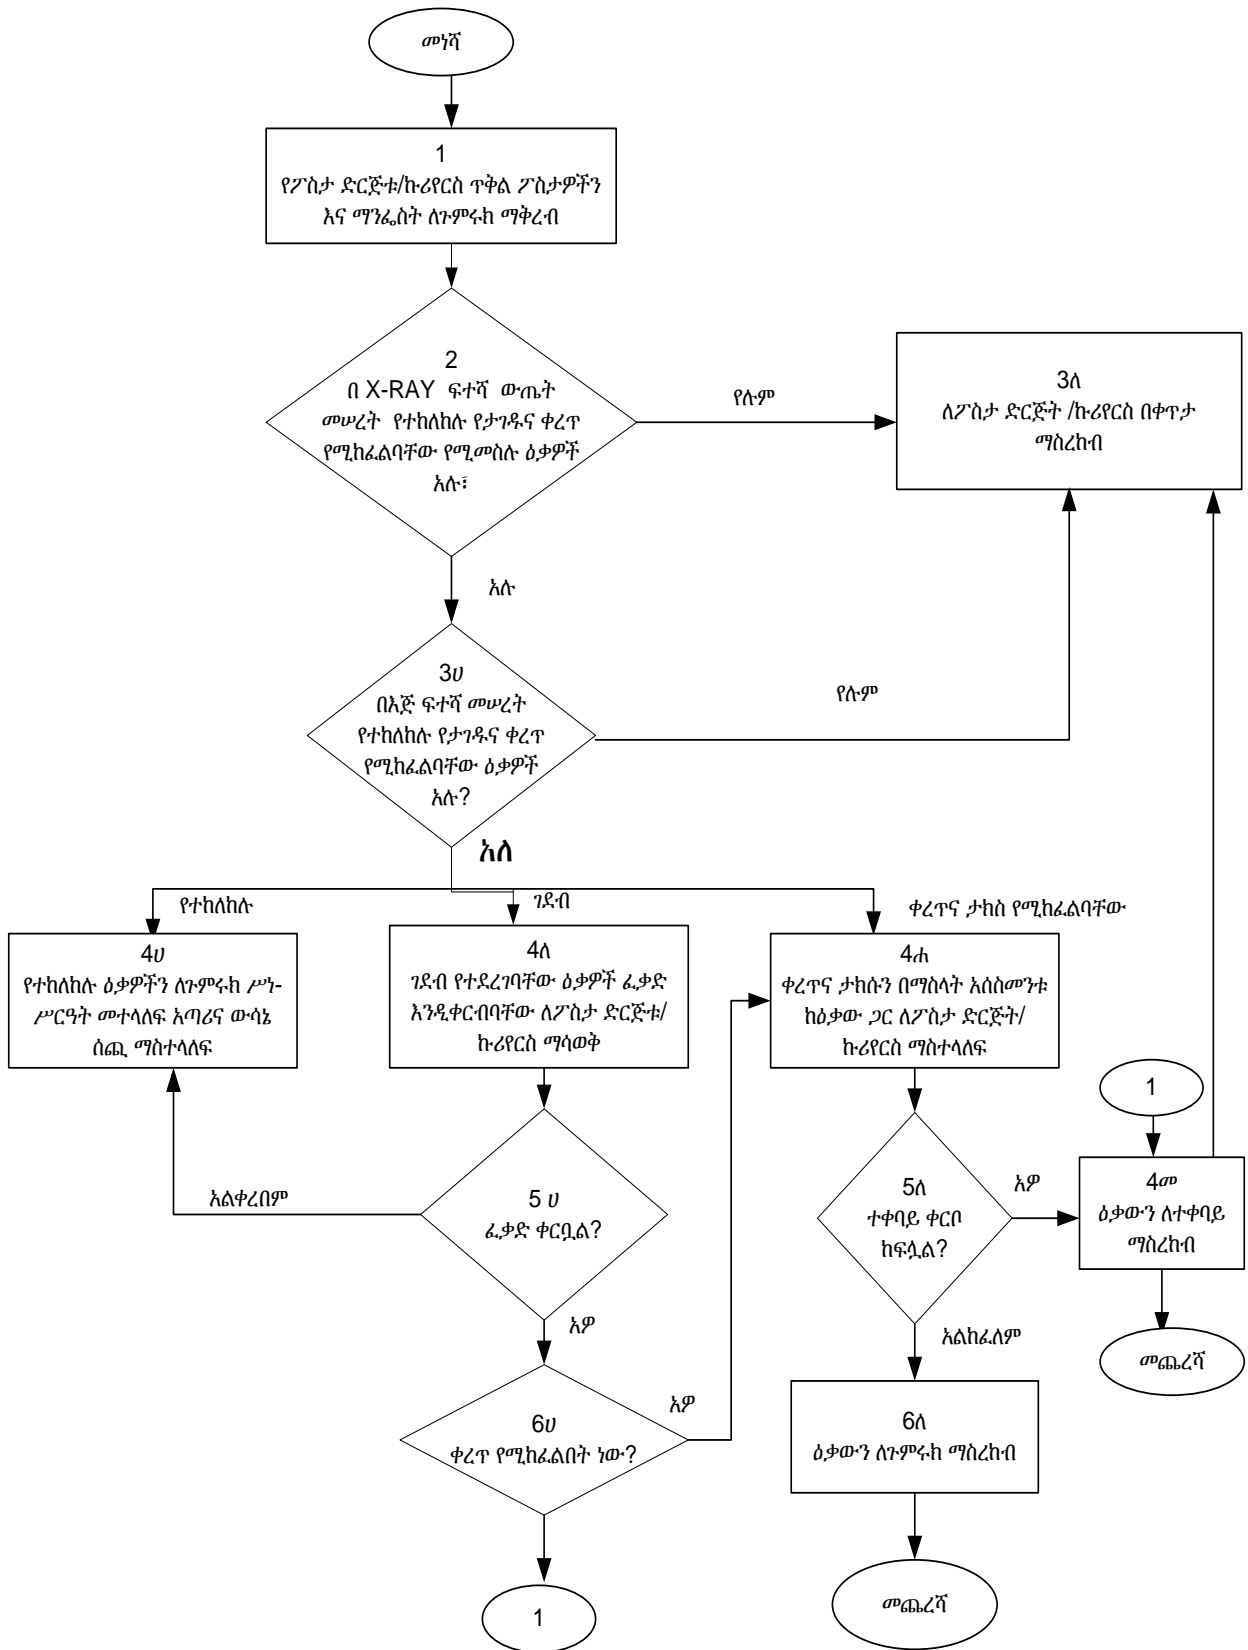 መነሻ
1
የፖስታ ድርጅቱ/ኩሪየርስ ጥቅል ፖስታዎችን
እና ማንፌስት ለጉምሩክ ማቅረብ
2
በ X-RAY ፍተሻ ውጤት
መሠረት የተከለከሉ የታገዱና ቀረጥ
የሚከፈልባቸው የሚመስሉ ዕቃዎች
አሉ፣
የሉም
3ለ
ለፖስታ ድርጅት /ኩሪየርስ በቀጥታ
ማስረከብ
አሉ
3ሀ
በእጅ ፍተሻ መሠረት
የተከለከሉ የታገዱና ቀረጥ
የሚከፈልባቸው ዕቃዎች
አሉ?
የሉም
አለ
የተከለከሉ
ገደብ
ቀረጥና ታክስ የሚከፈልባቸው
4ሀ
የተከለከሉ ዕቃዎችን ለጉምሩክ ሥነ-
ሥርዓት መተላለፍ አጣሪና ውሳኔ
ሰጪ ማስተላለፍ
4ለ
ገደብ የተደረገባቸው ዕቃዎች ፈቃድ
እንዲቀርብባቸው ለፖስታ ድርጅቱ/
ኩሪየርስ ማሳወቅ
4ሐ
ቀረጥና ታክሱን በማስላት አሰስመንቱ
ከዕቃው ጋር ለፖስታ ድርጅት/
ኩሪየርስ ማስተላለፍ
1
አልቀረበም
5 ሀ
ፈቃድ ቀርቧል?
5ለ
ተቀባይ ቀርቦ
ከፍሏል?
አዎ
4መ
ዕቃውን ለተቀባይ
ማስረከብ
አዎ
አልከፈለም
መጨረሻ
6ሀ
ቀረጥ የሚከፈልበት ነው?
አዎ
6ለ
ዕቃውን ለጉምሩክ ማስረከብ
1
መጨረሻ